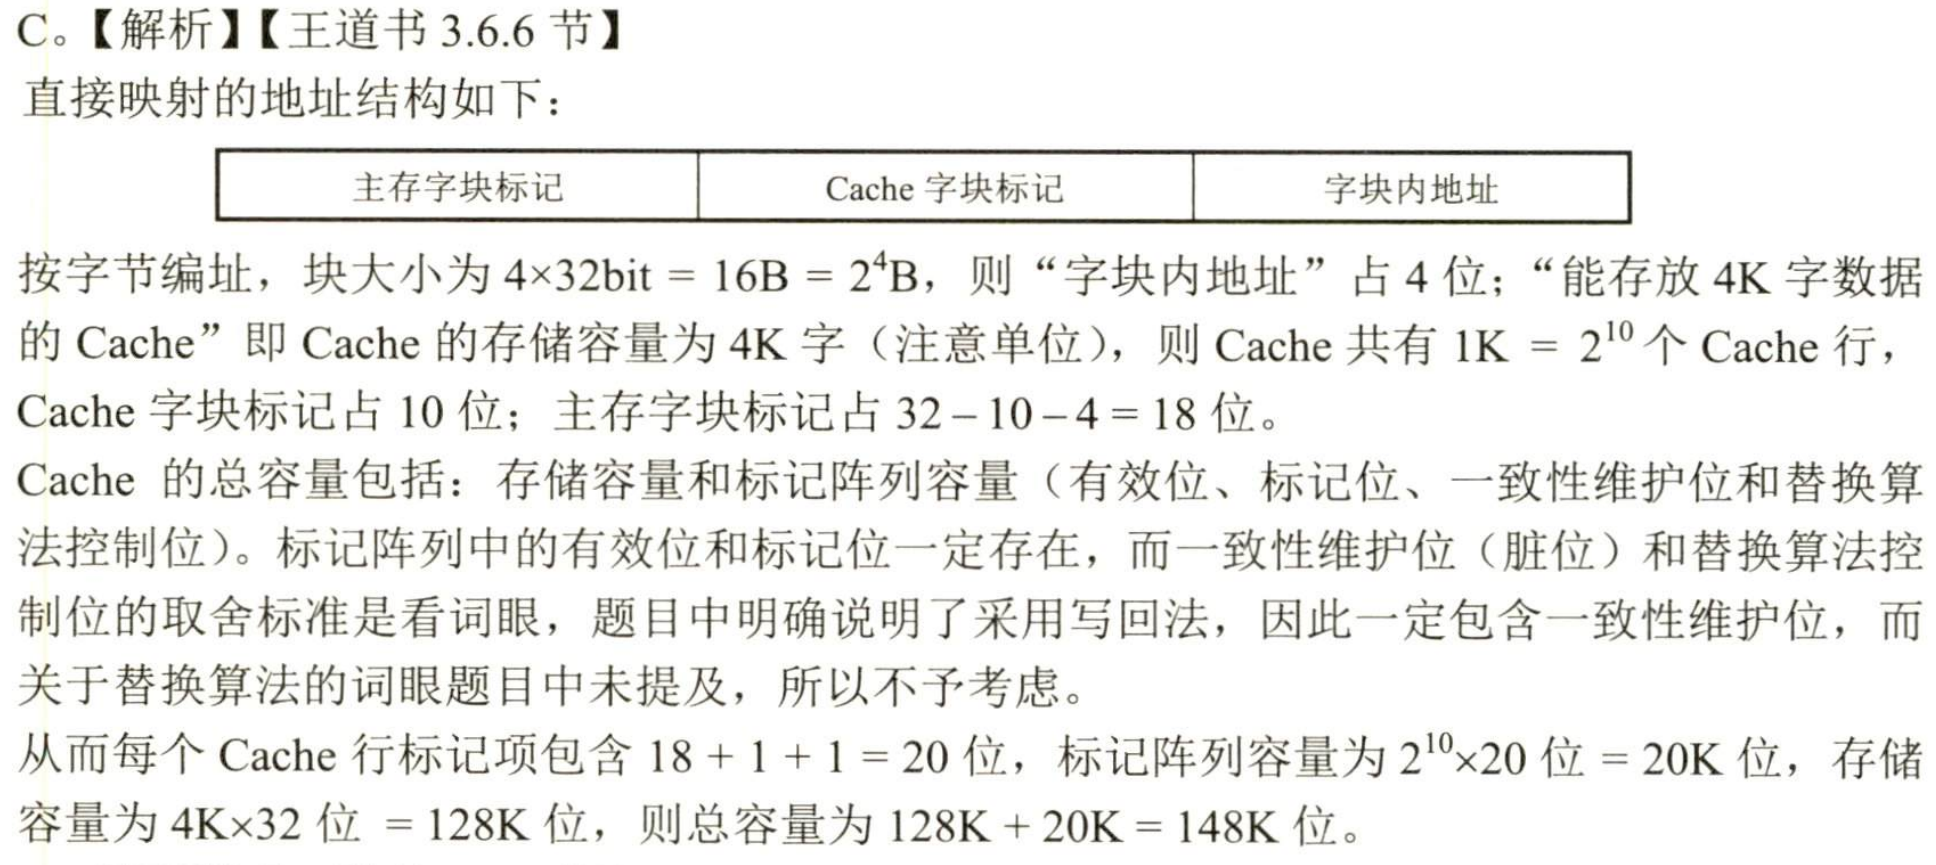 C。【解析】【王道书 3.6.6 节】
直接映射的地址结构如下：
主存字块标记 Cache 字块标记 字块内地址
按字节编址，块大小为 4×32bit = 16B = 2⁴B，则“字块内地址”占 4 位；“能存放 4K 字数据
的 Cache”即 Cache 的存储容量为 4K 字（注意单位），则 Cache 共有 1K = 2¹⁰个 Cache 行，
Cache 字块标记占 10 位；主存字块标记占 32 – 10 – 4 = 18 位。
Cache 的总容量包括：存储容量和标记阵列容量（有效位、标记位、一致性维护位和替换算
法控制位）。标记阵列中的有效位和标记位一定存在，而一致性维护位（脏位）和替换算法控
制位的取舍标准是看词眼，题目中明确说明了采用写回法，因此一定包含一致性维护位，而
关于替换算法的词眼题目中未提及，所以不予考虑。
从而每个 Cache 行标记项包含 18 + 1 + 1 = 20 位，标记阵列容量为 2¹⁰×20 位 = 20K 位，存储
容量为 4K×32 位 = 128K 位，则总容量为 128K + 20K = 148K 位。